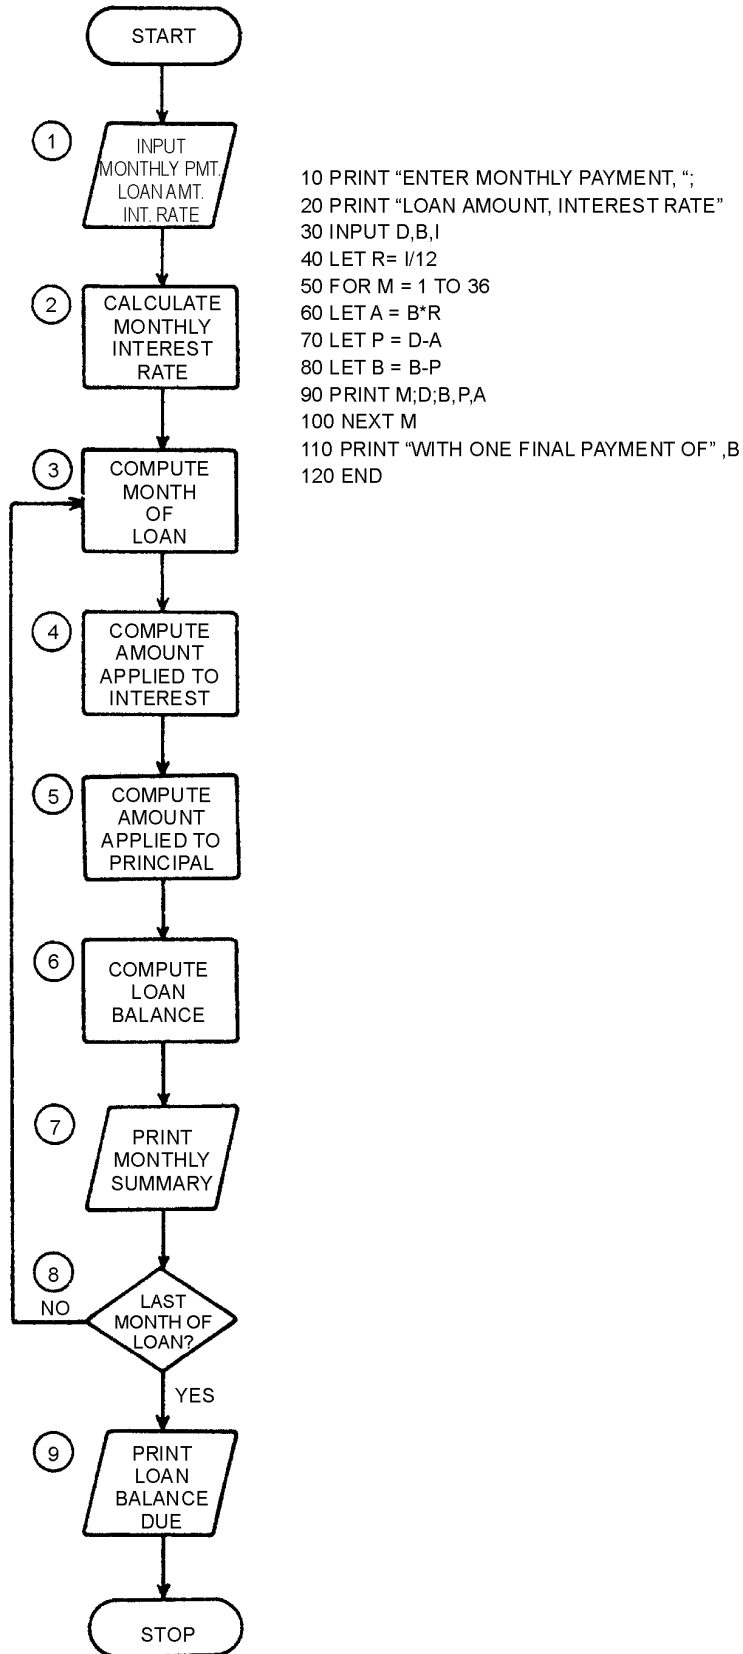 START
1
INPUT
MONTHLY PMT.
LOAN AMT.
INT. RATE
2
CALCULATE
MONTHLY
INTEREST
RATE
3
COMPUTE
MONTH
OF
LOAN
4
COMPUTE
AMOUNT
APPLIED TO
INTEREST
5
COMPUTE
AMOUNT
APPLIED TO
PRINCIPAL
6
COMPUTE
LOAN
BALANCE
7
PRINT
MONTHLY
SUMMARY
8
NO
LAST
MONTH OF
LOAN?
YES
9
PRINT
LOAN
BALANCE
DUE
STOP
10 PRINT “ENTER MONTHLY PAYMENT, “;
20 PRINT “LOAN AMOUNT, INTEREST RATE”
30 INPUT D,B,I
40 LET R= I/12
50 FOR M = 1 TO 36
60 LET A = B*R
70 LET P = D-A
80 LET B = B-P
90 PRINT M;D;B,P,A
100 NEXT M
110 PRINT “WITH ONE FINAL PAYMENT OF” ,B
120 END